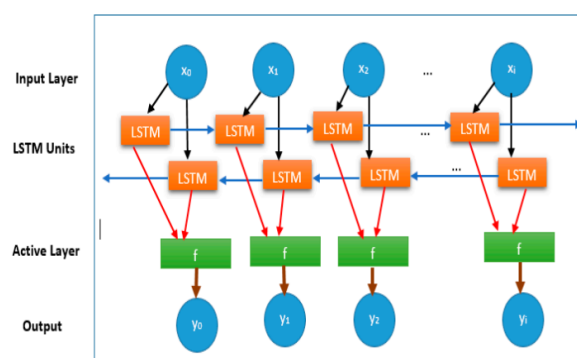 Input Layer
x0 x1 x2 ... xi
LSTM Units
LSTM LSTM LSTM ... LSTM
LSTM LSTM LSTM ... LSTM
Active Layer
f f f f
Output
y0 y1 y2 yi